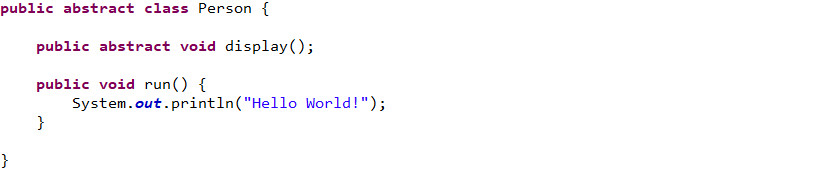 public abstract class Person {
public abstract void display();
public void run() {
System.out.println("Hello World!");
}
}